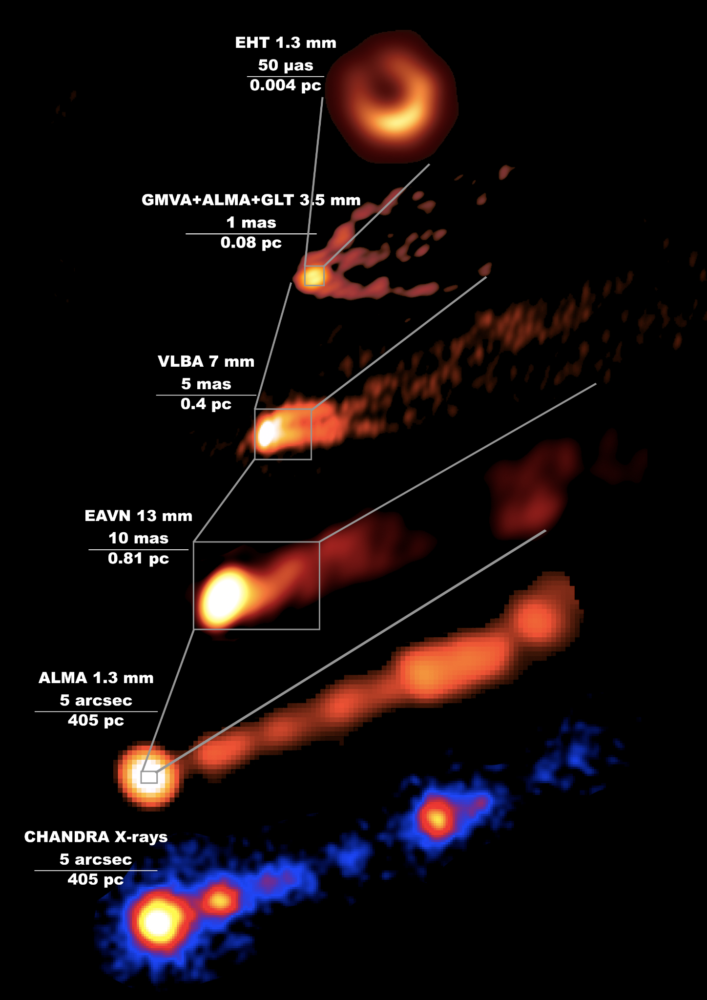 EHT 1.3 mm
50 µas
0.004 pc
GMVA+ALMA+GLT 3.5 mm
1 mas
0.08 pc
VLBA 7 mm
5 mas
0.4 pc
EAVN 13 mm
10 mas
0.81 pc
ALMA 1.3 mm
5 arcsec
405 pc
CHANDRA X-rays
5 arcsec
405 pc